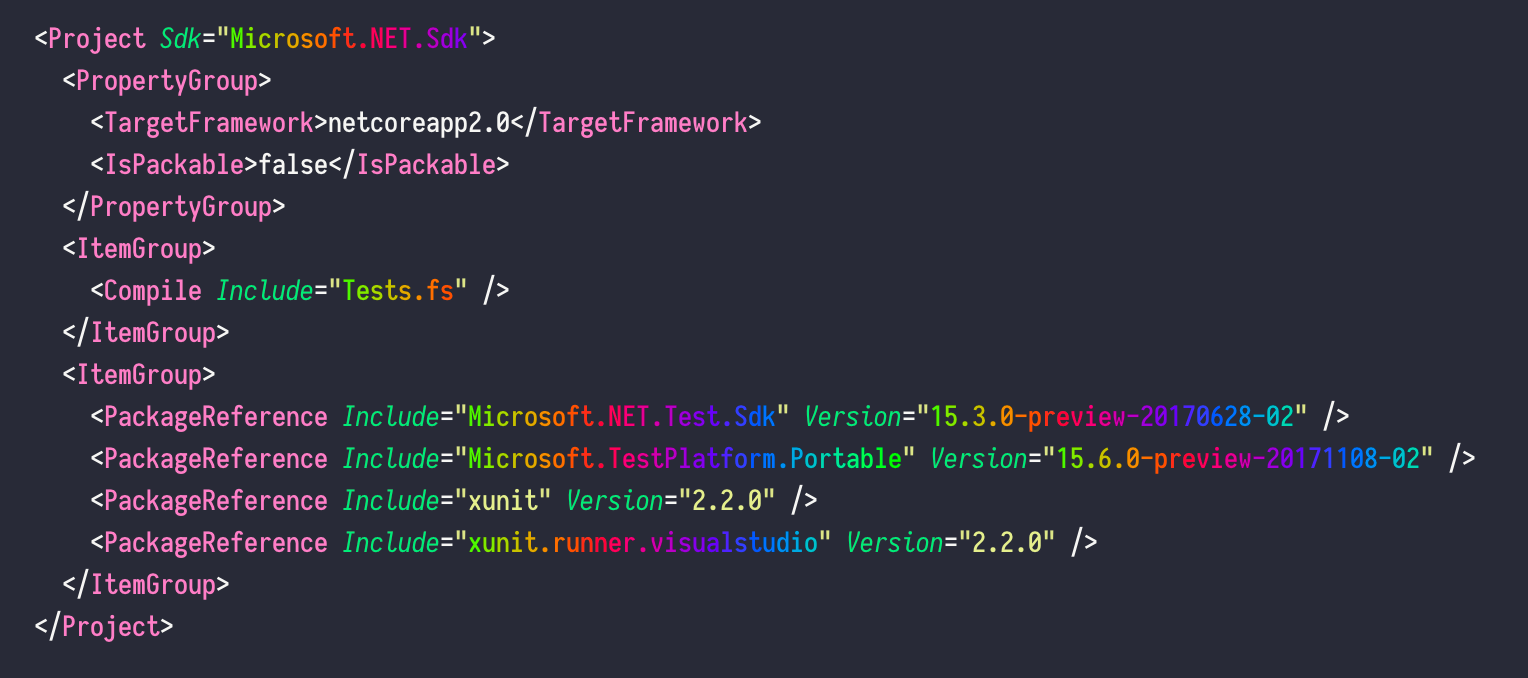 <Project Sdk="Microsoft.NET.Sdk">
  <PropertyGroup>
    <TargetFramework>netcoreapp2.0</TargetFramework>
    <IsPackable>false</IsPackable>
  </PropertyGroup>
  <ItemGroup>
    <Compile Include="Tests.fs" />
  </ItemGroup>
  <ItemGroup>
    <PackageReference Include="Microsoft.NET.Test.Sdk" Version="15.3.0-preview-20170628-02" />
    <PackageReference Include="Microsoft.TestPlatform.Portable" Version="15.6.0-preview-20171108-02" />
    <PackageReference Include="xunit" Version="2.2.0" />
    <PackageReference Include="xunit.runner.visualstudio" Version="2.2.0" />
  </ItemGroup>
</Project>